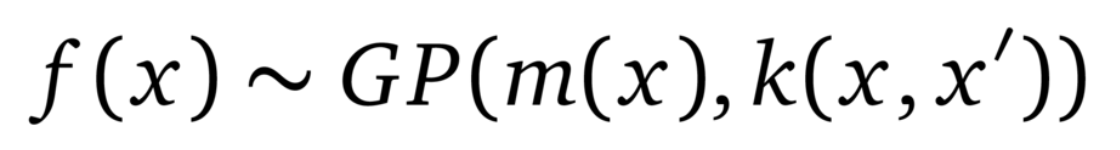 f(x) ~ GP(m(x), k(x, x′))